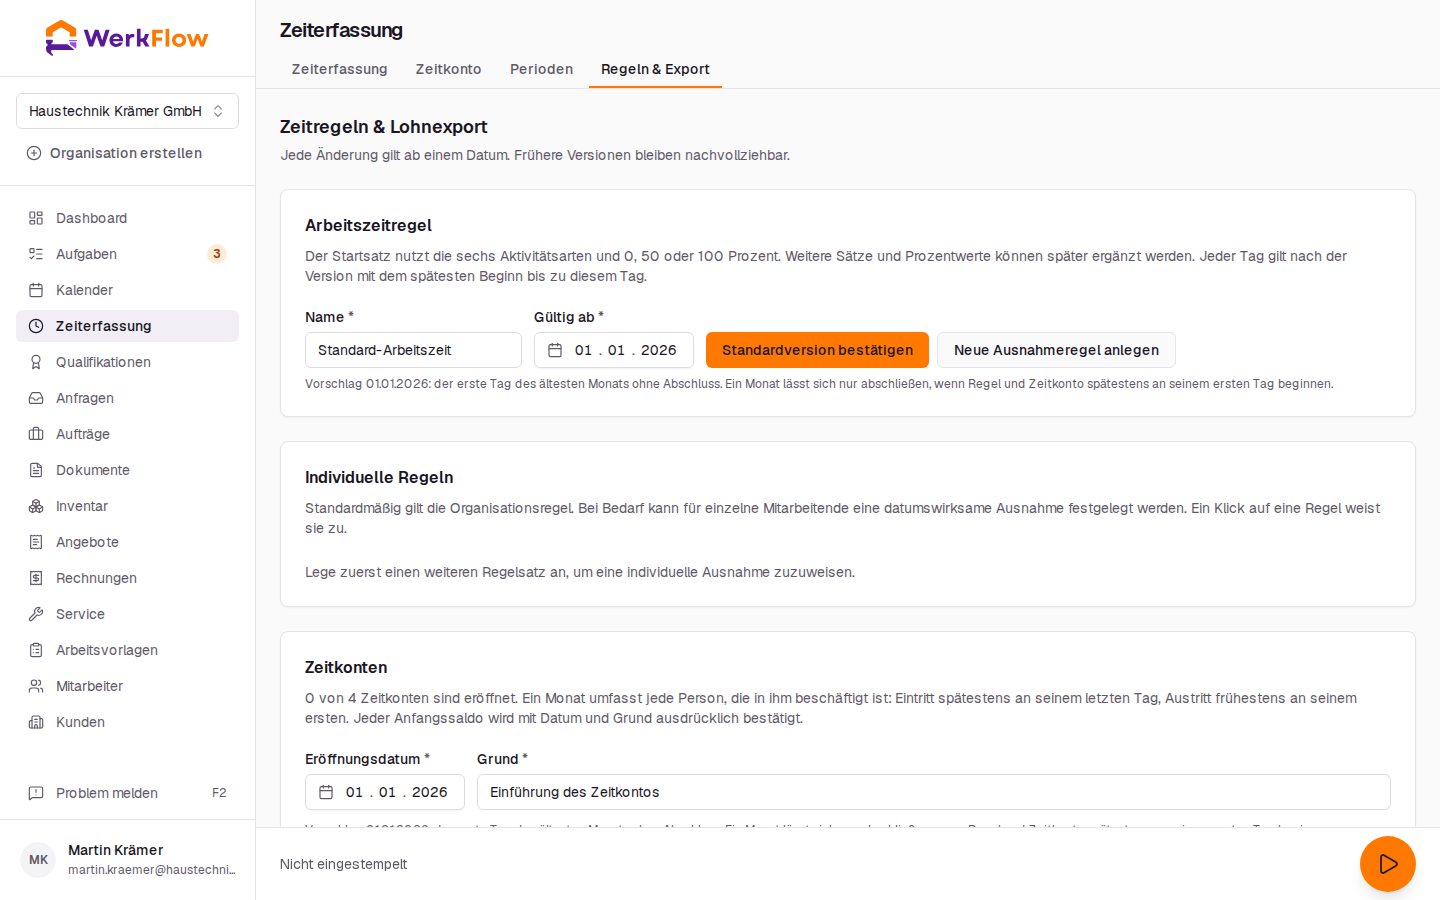 WerkFlow
Haustechnik Krämer GmbH
Organisation erstellen
Dashboard
Aufgaben 3
Kalender
Zeiterfassung
Qualifikationen
Anfragen
Aufträge
Dokumente
Inventar
Angebote
Rechnungen
Service
Arbeitsvorlagen
Mitarbeiter
Kunden
Problem melden F2
MK
Martin Krämer
martin.kraemer@haustechni...
Zeiterfassung
Zeiterfassung Zeitkonto Perioden Regeln & Export
Zeitregeln & Lohnexport
Jede Änderung gilt ab einem Datum. Frühere Versionen bleiben nachvollziehbar.
Arbeitszeitregel
Der Startsatz nutzt die sechs Aktivitätsarten und 0, 50 oder 100 Prozent. Weitere Sätze und Prozentwerte können später ergänzt werden. Jeder Tag gilt nach der
Version mit dem spätesten Beginn bis zu diesem Tag.
Name * Gültig ab *
Standard-Arbeitszeit 01 . 01 . 2026 Standardversion bestätigen Neue Ausnahmeregel anlegen
Vorschlag 01.01.2026: der erste Tag des ältesten Monats ohne Abschluss. Ein Monat lässt sich nur abschließen, wenn Regel und Zeitkonto spätestens an seinem ersten Tag beginnen.
Individuelle Regeln
Standardmäßig gilt die Organisationsregel. Bei Bedarf kann für einzelne Mitarbeitende eine datumswirksame Ausnahme festgelegt werden. Ein Klick auf eine Regel weist
sie zu.
Lege zuerst einen weiteren Regelsatz an, um eine individuelle Ausnahme zuzuweisen.
Zeitkonten
0 von 4 Zeitkonten sind eröffnet. Ein Monat umfasst jede Person, die in ihm beschäftigt ist: Eintritt spätestens an seinem letzten Tag, Austritt frühestens an seinem
ersten. Jeder Anfangssaldo wird mit Datum und Grund ausdrücklich bestätigt.
Eröffnungsdatum * Grund *
01 . 01 . 2026 Einführung des Zeitkontos
Nicht eingestempelt